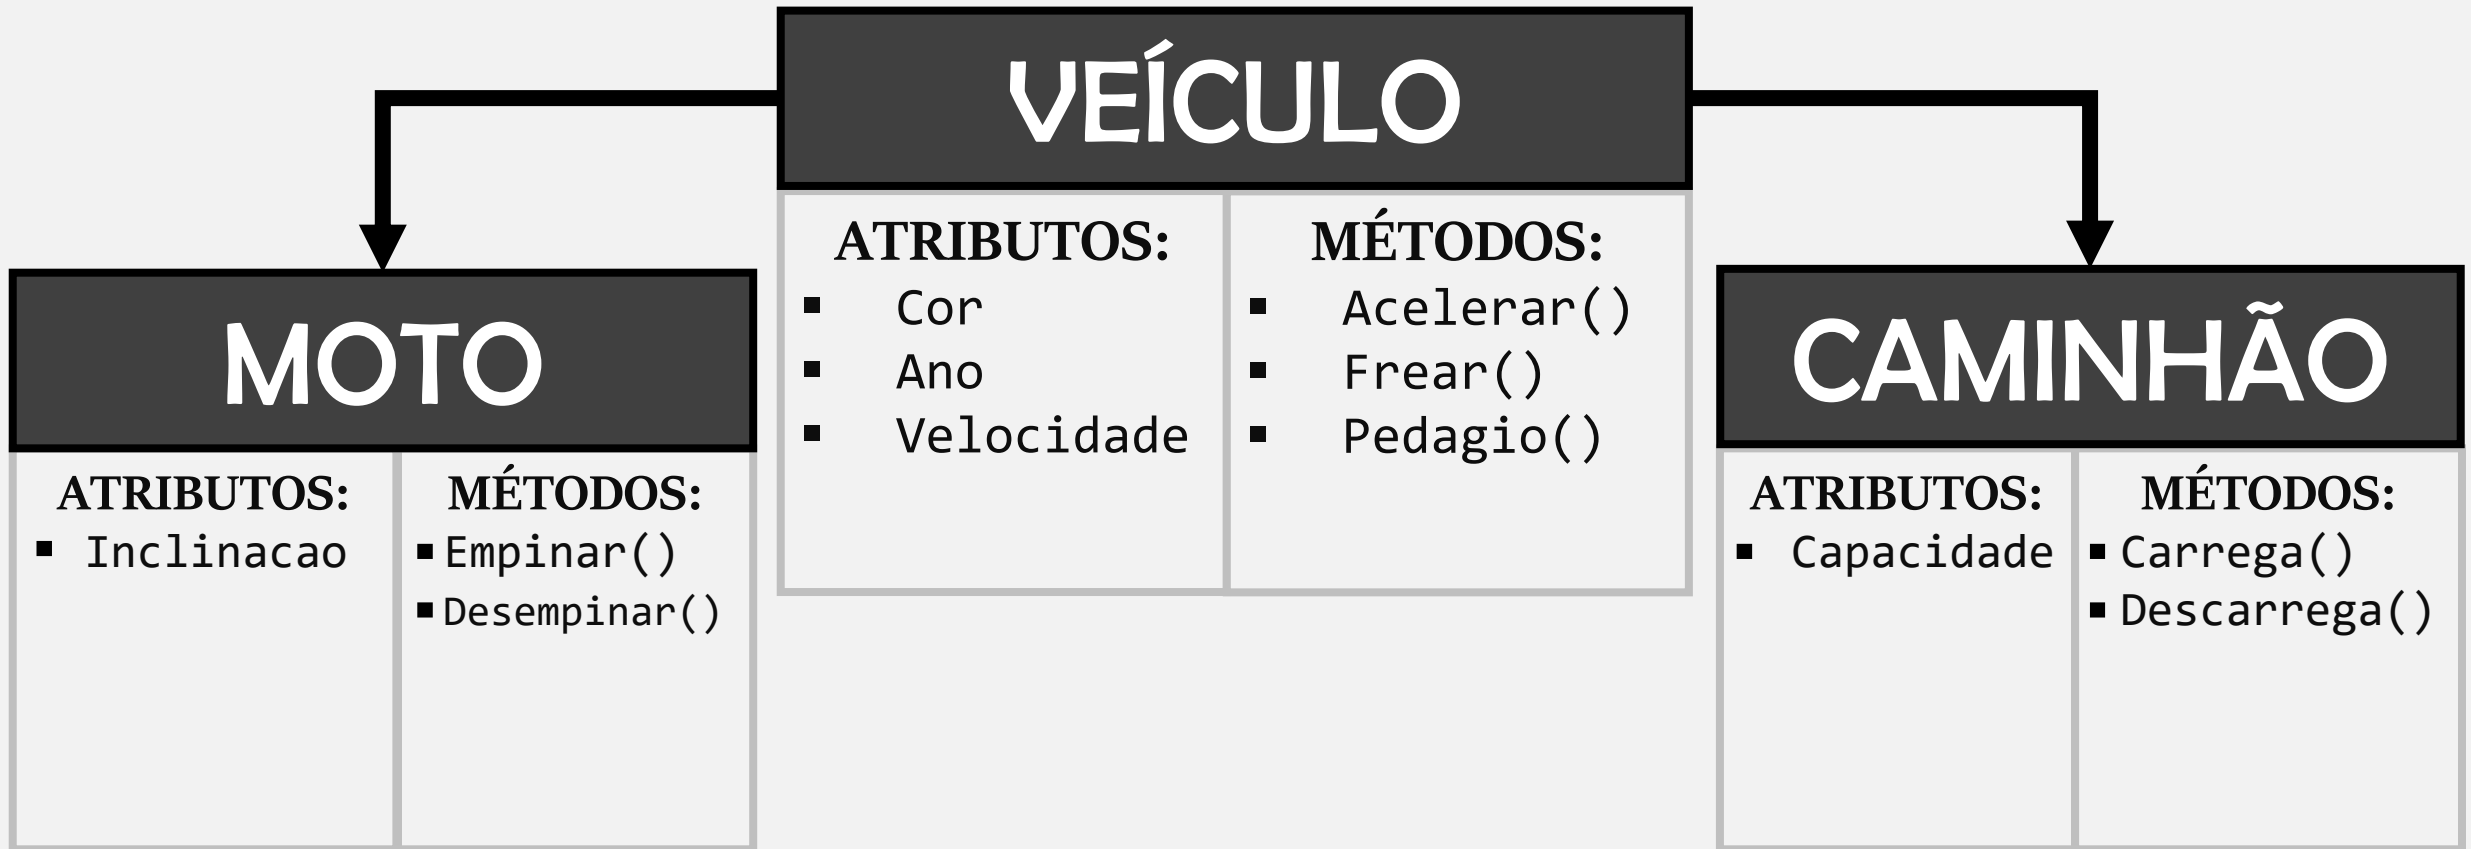 VEÍCULO
ATRIBUTOS:
▪ Cor
▪ Ano
▪ Velocidade
MÉTODOS:
▪ Acelerar()
▪ Frear()
▪ Pedagio()
MOTO
ATRIBUTOS:
▪ Inclinacao
MÉTODOS:
▪ Empinar()
▪ Desempinar()
CAMINHÃO
ATRIBUTOS:
▪ Capacidade
MÉTODOS:
▪ Carrega()
▪ Descarrega()